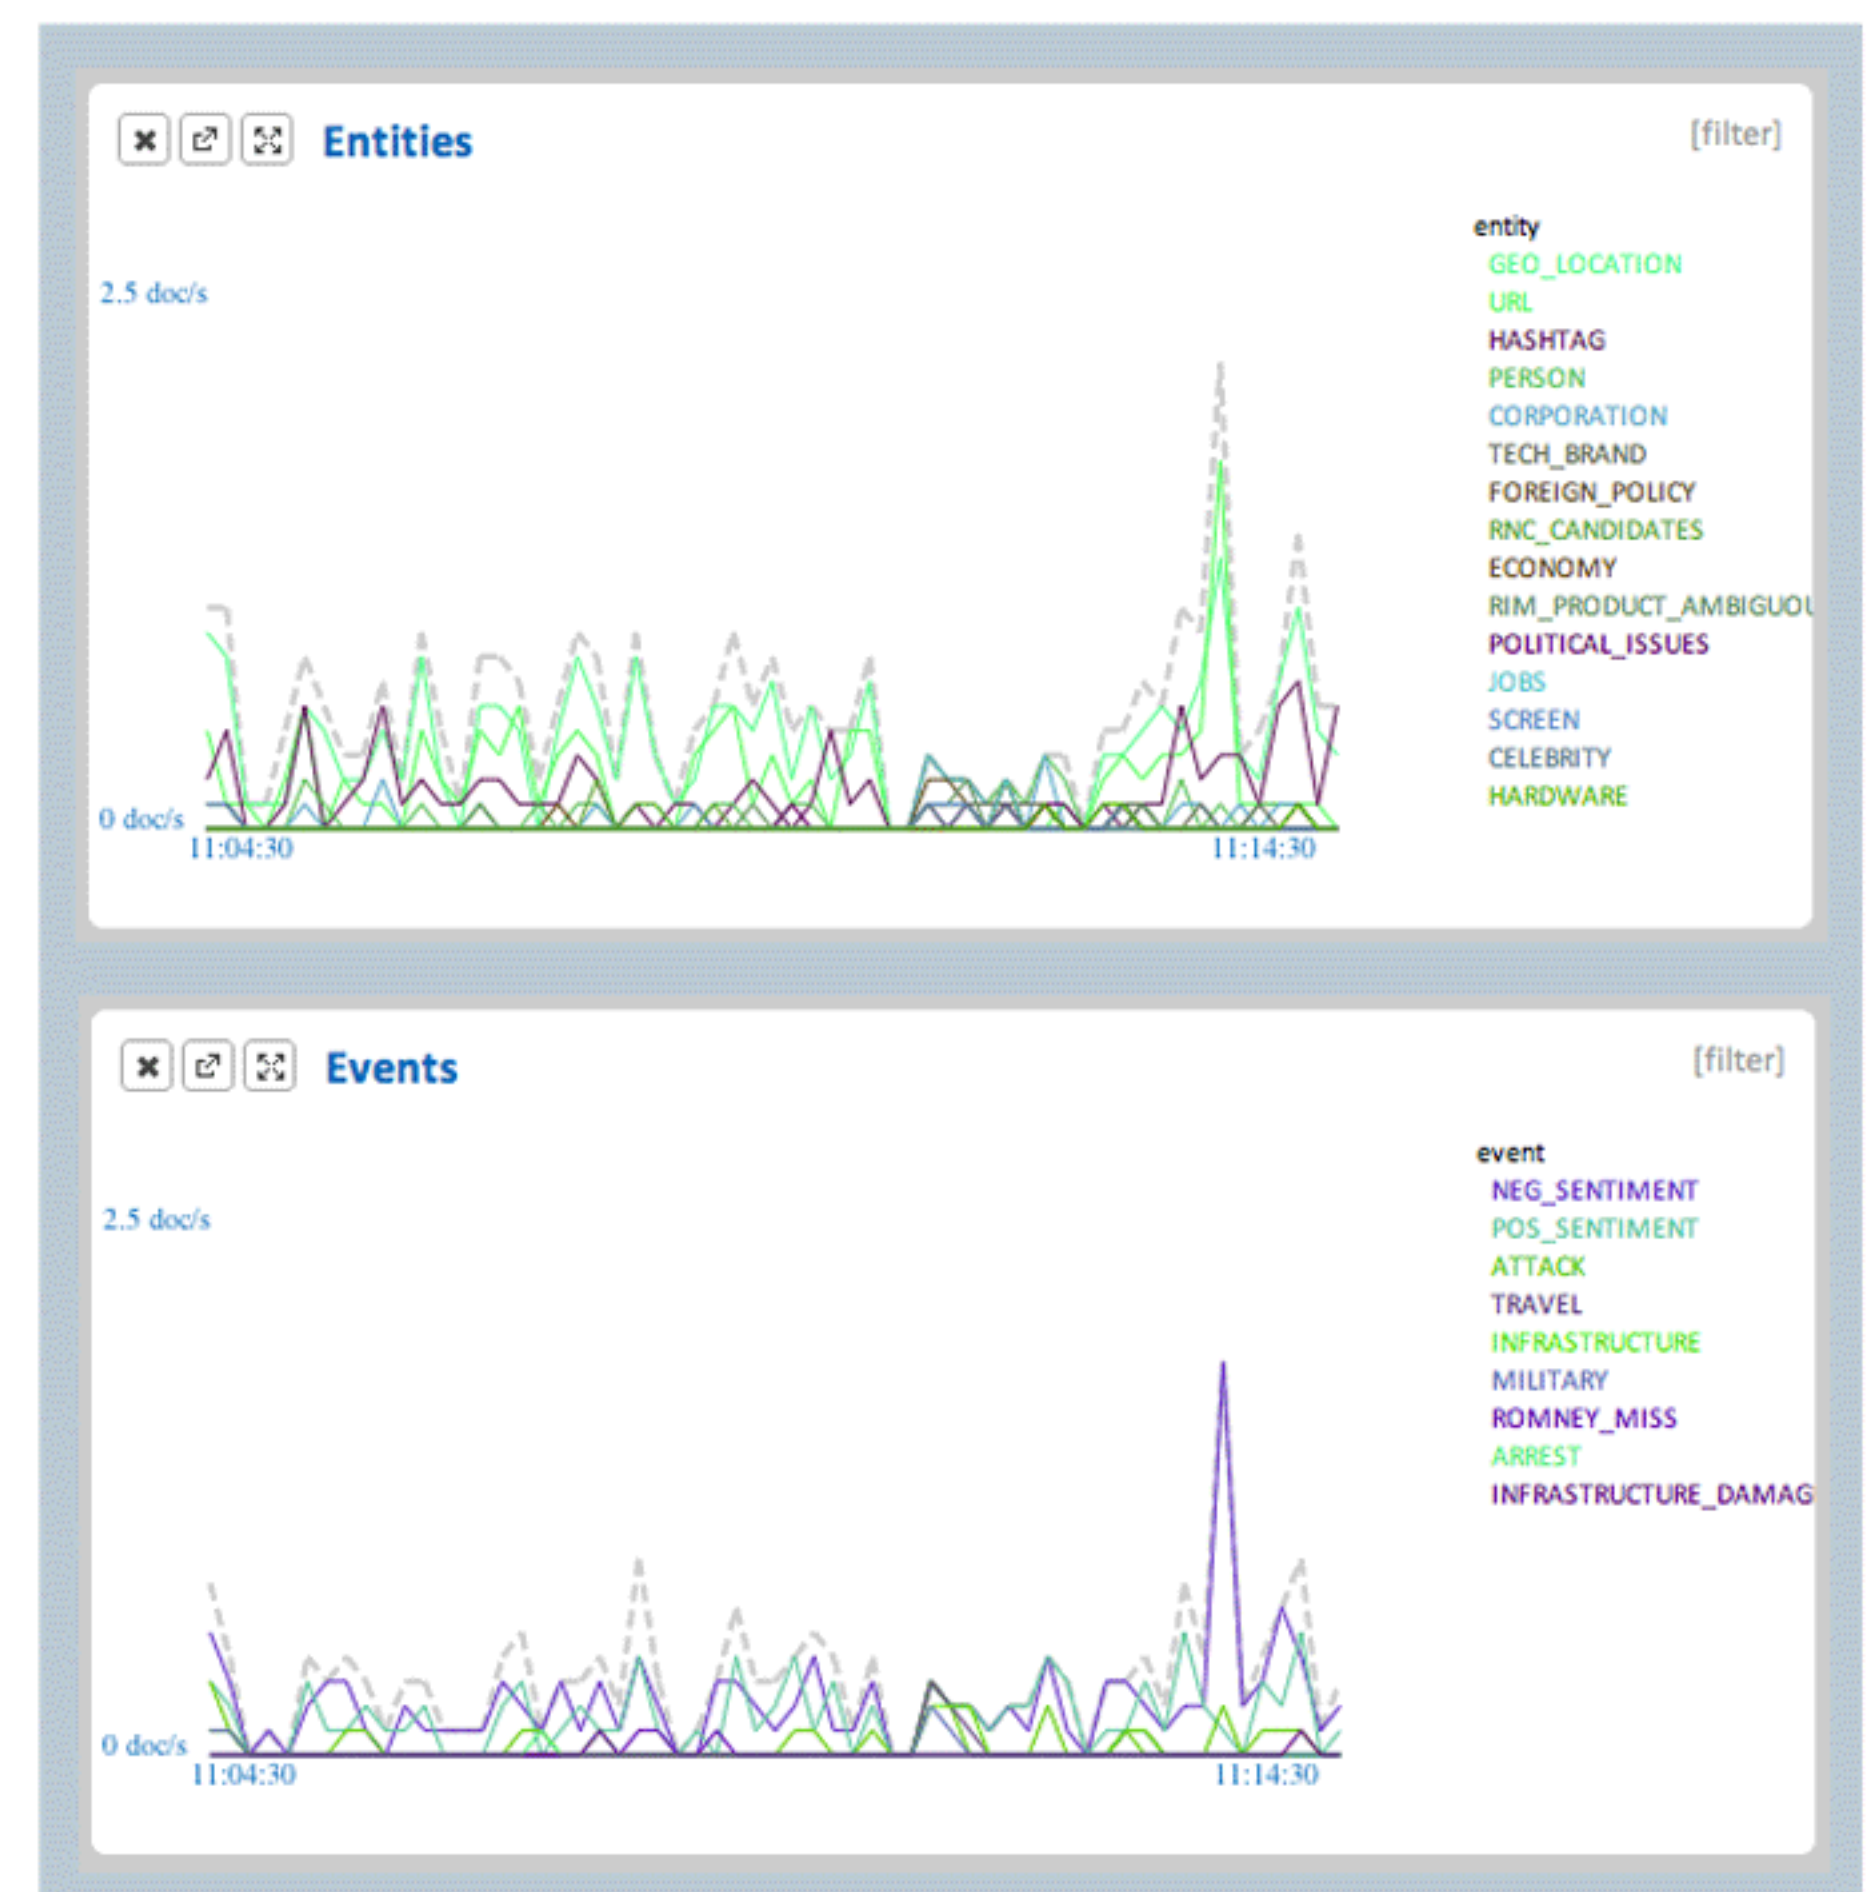 Entities
[filter]
entity
GEO_LOCATION
URL
HASHTAG
PERSON
CORPORATION
TECH_BRAND
FOREIGN_POLICY
RNC_CANDIDATES
ECONOMY
RIM_PRODUCT_AMBIGUOU
POLITICAL_ISSUES
JOBS
SCREEN
CELEBRITY
HARDWARE
2.5 doc/s
0 doc/s
11:04:30
11:14:30
Events
[filter]
event
NEG_SENTIMENT
POS_SENTIMENT
ATTACK
TRAVEL
INFRASTRUCTURE
MILITARY
ROMNEY_MISS
ARREST
INFRASTRUCTURE_DAMAG
2.5 doc/s
0 doc/s
11:04:30
11:14:30